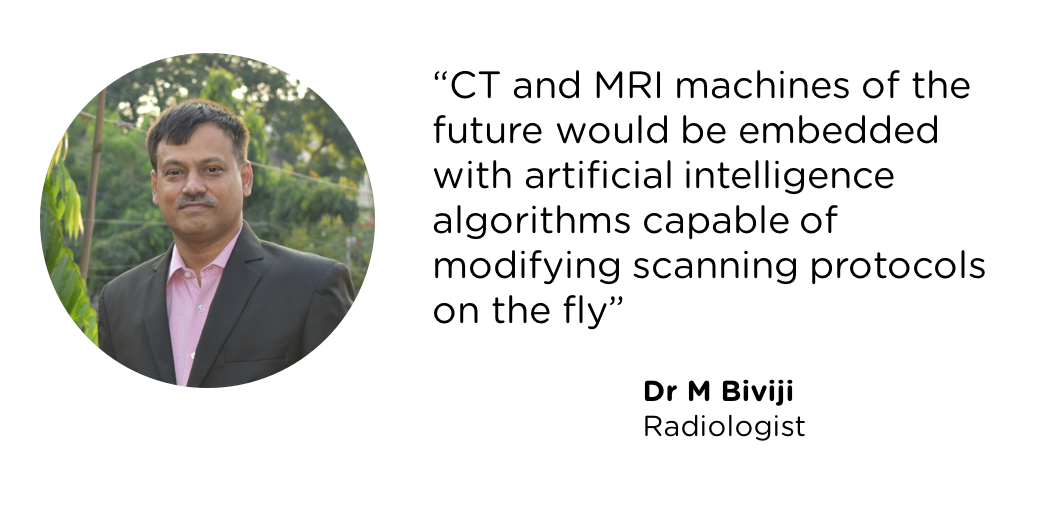 “CT and MRI machines of the
future would be embedded
with artificial intelligence
algorithms capable of
modifying scanning protocols
on the fly”
Dr M Biviji
Radiologist